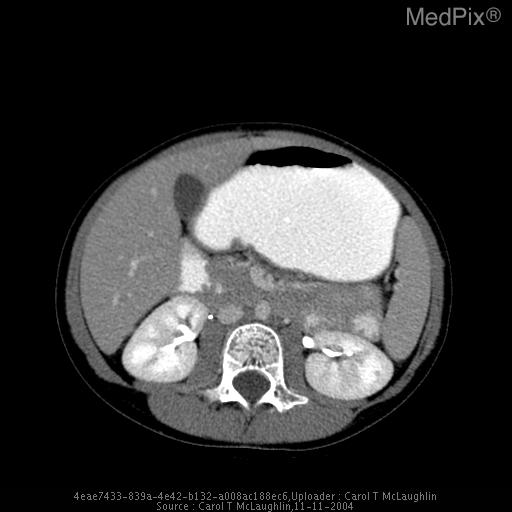 MedPix®
4eae7433-839a-4e42-b132-a008ac188ec6,Uploader : Carol T McLaughlin
Source : Carol T McLaughlin,11-11-2004